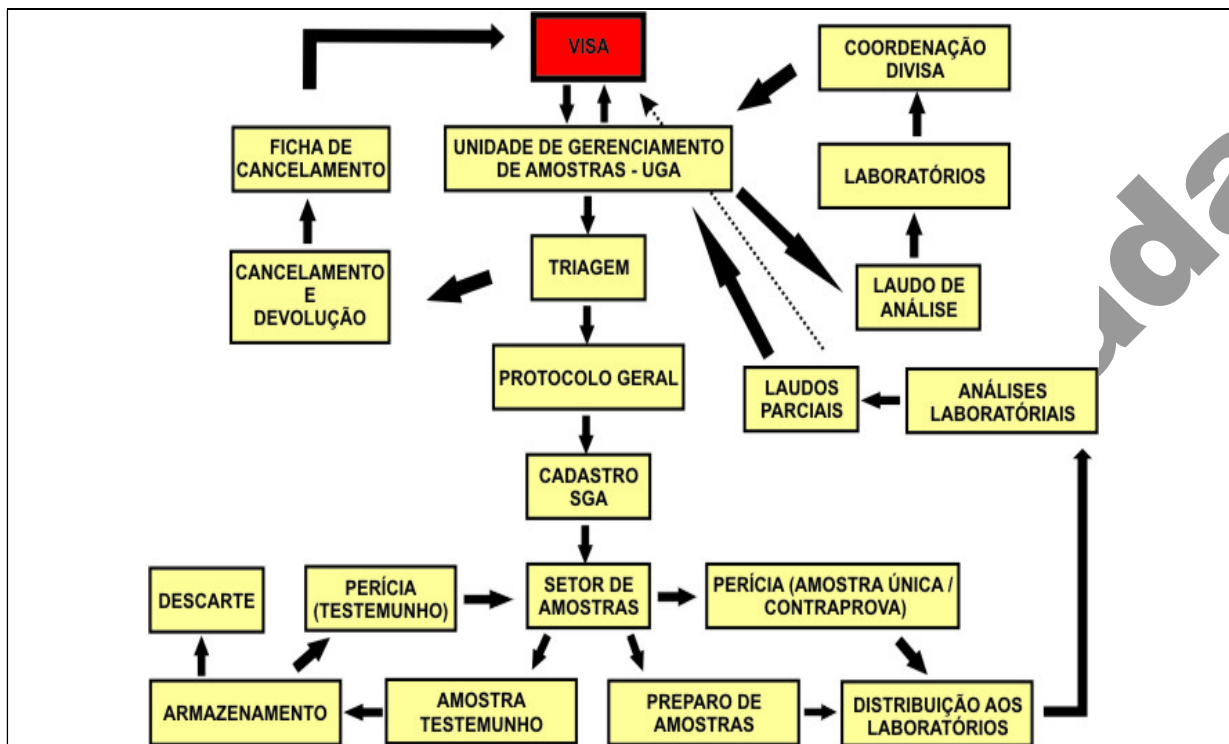 VISA
COORDENAÇÃO
DIVISA
FICHA DE
CANCELAMENTO
UNIDADE DE GERENCIAMENTO
DE AMOSTRAS - UGA
LABORATÓRIOS
CANCELAMENTO
E
DEVOLUÇÃO
TRIAGEM
LAUDO DE
ANÁLISE
PROTOCOLO GERAL
LAUDOS
PARCIAIS
ANÁLISES
LABORATÓRIAIS
CADASTRO
SGA
DESCARTE
PERÍCIA
(TESTEMUNHO)
SETOR DE
AMOSTRAS
PERÍCIA (AMOSTRA ÚNICA /
CONTRAPROVA)
ARMAZENAMENTO
AMOSTRA
TESTEMUNHO
PREPARO DE
AMOSTRAS
DISTRIBUIÇÃO AOS
LABORATÓRIOS